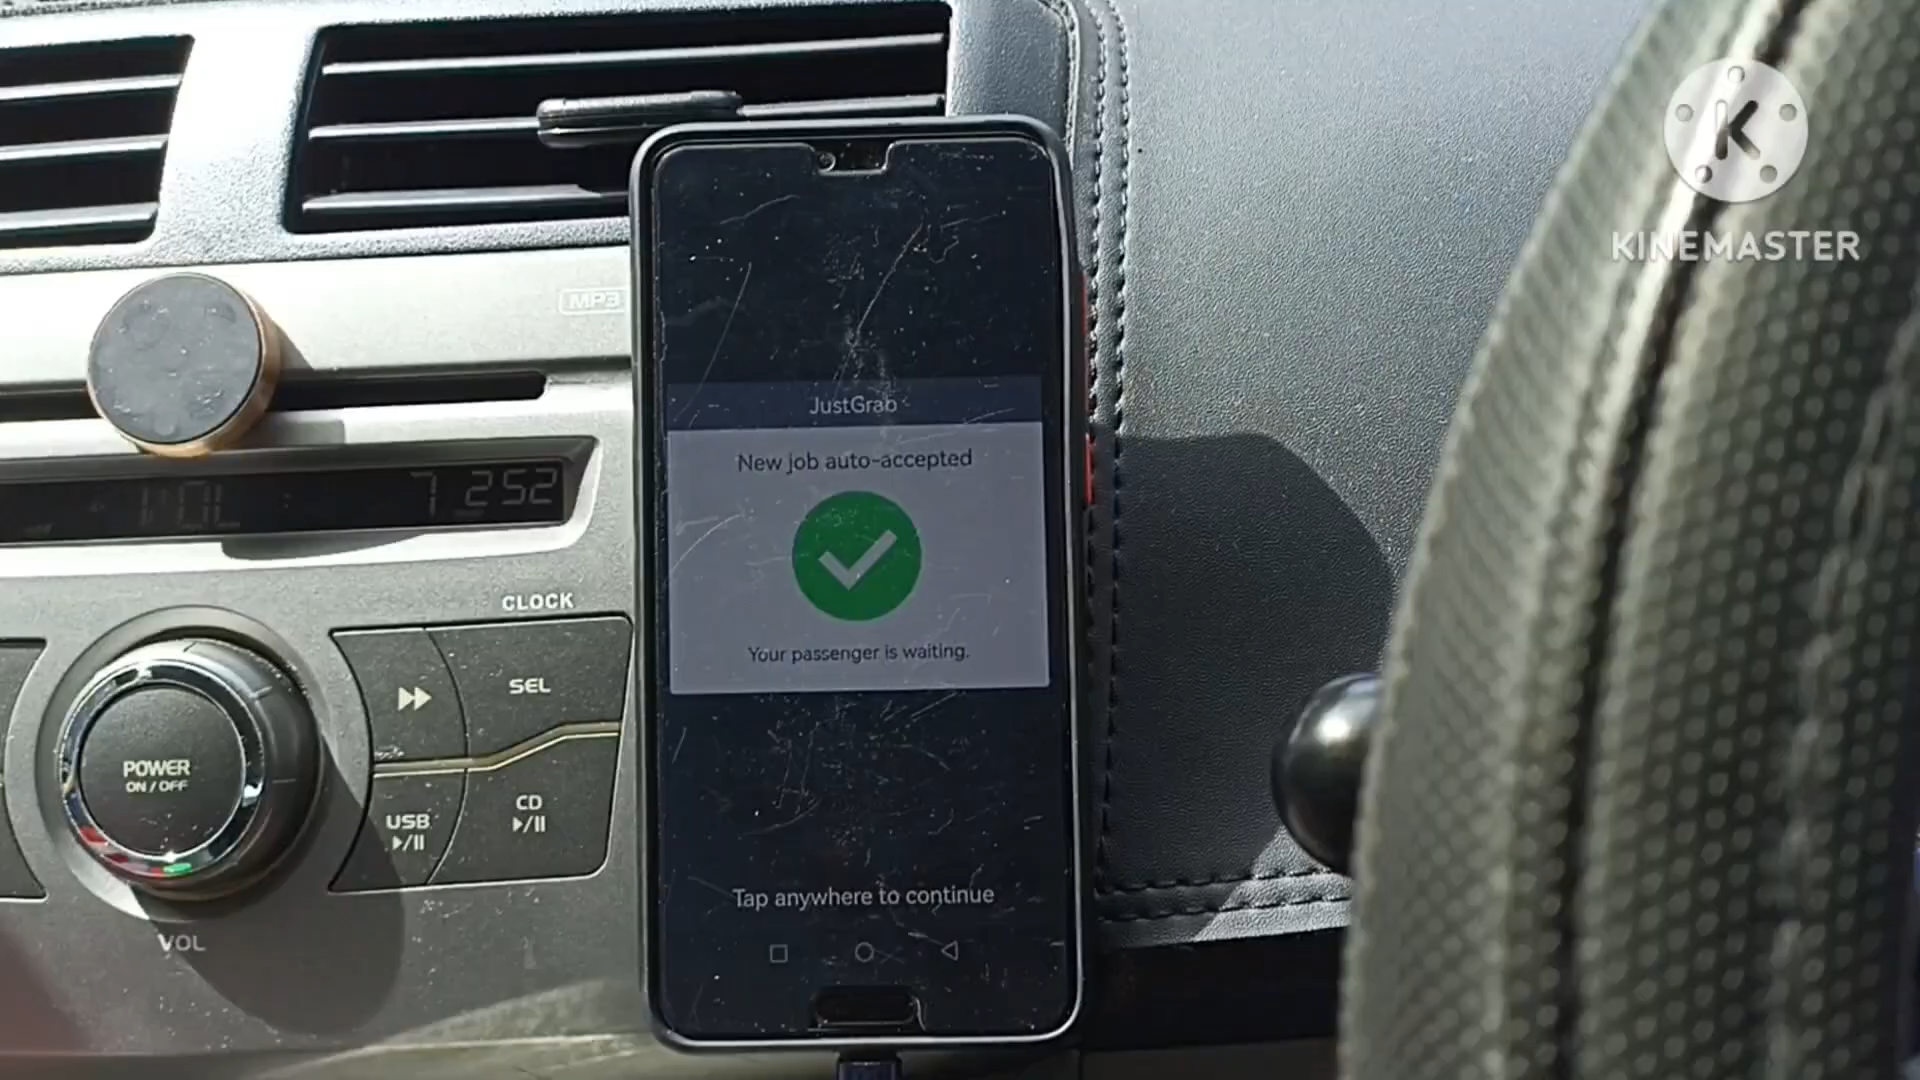 KINEMASTER
MP3
JustGrab
New job auto-accepted
Your passenger is waiting.
Tap anywhere to continue
VOL 7 252
CLOCK
SEL
POWER
ON / OFF
USB
CD
VOL